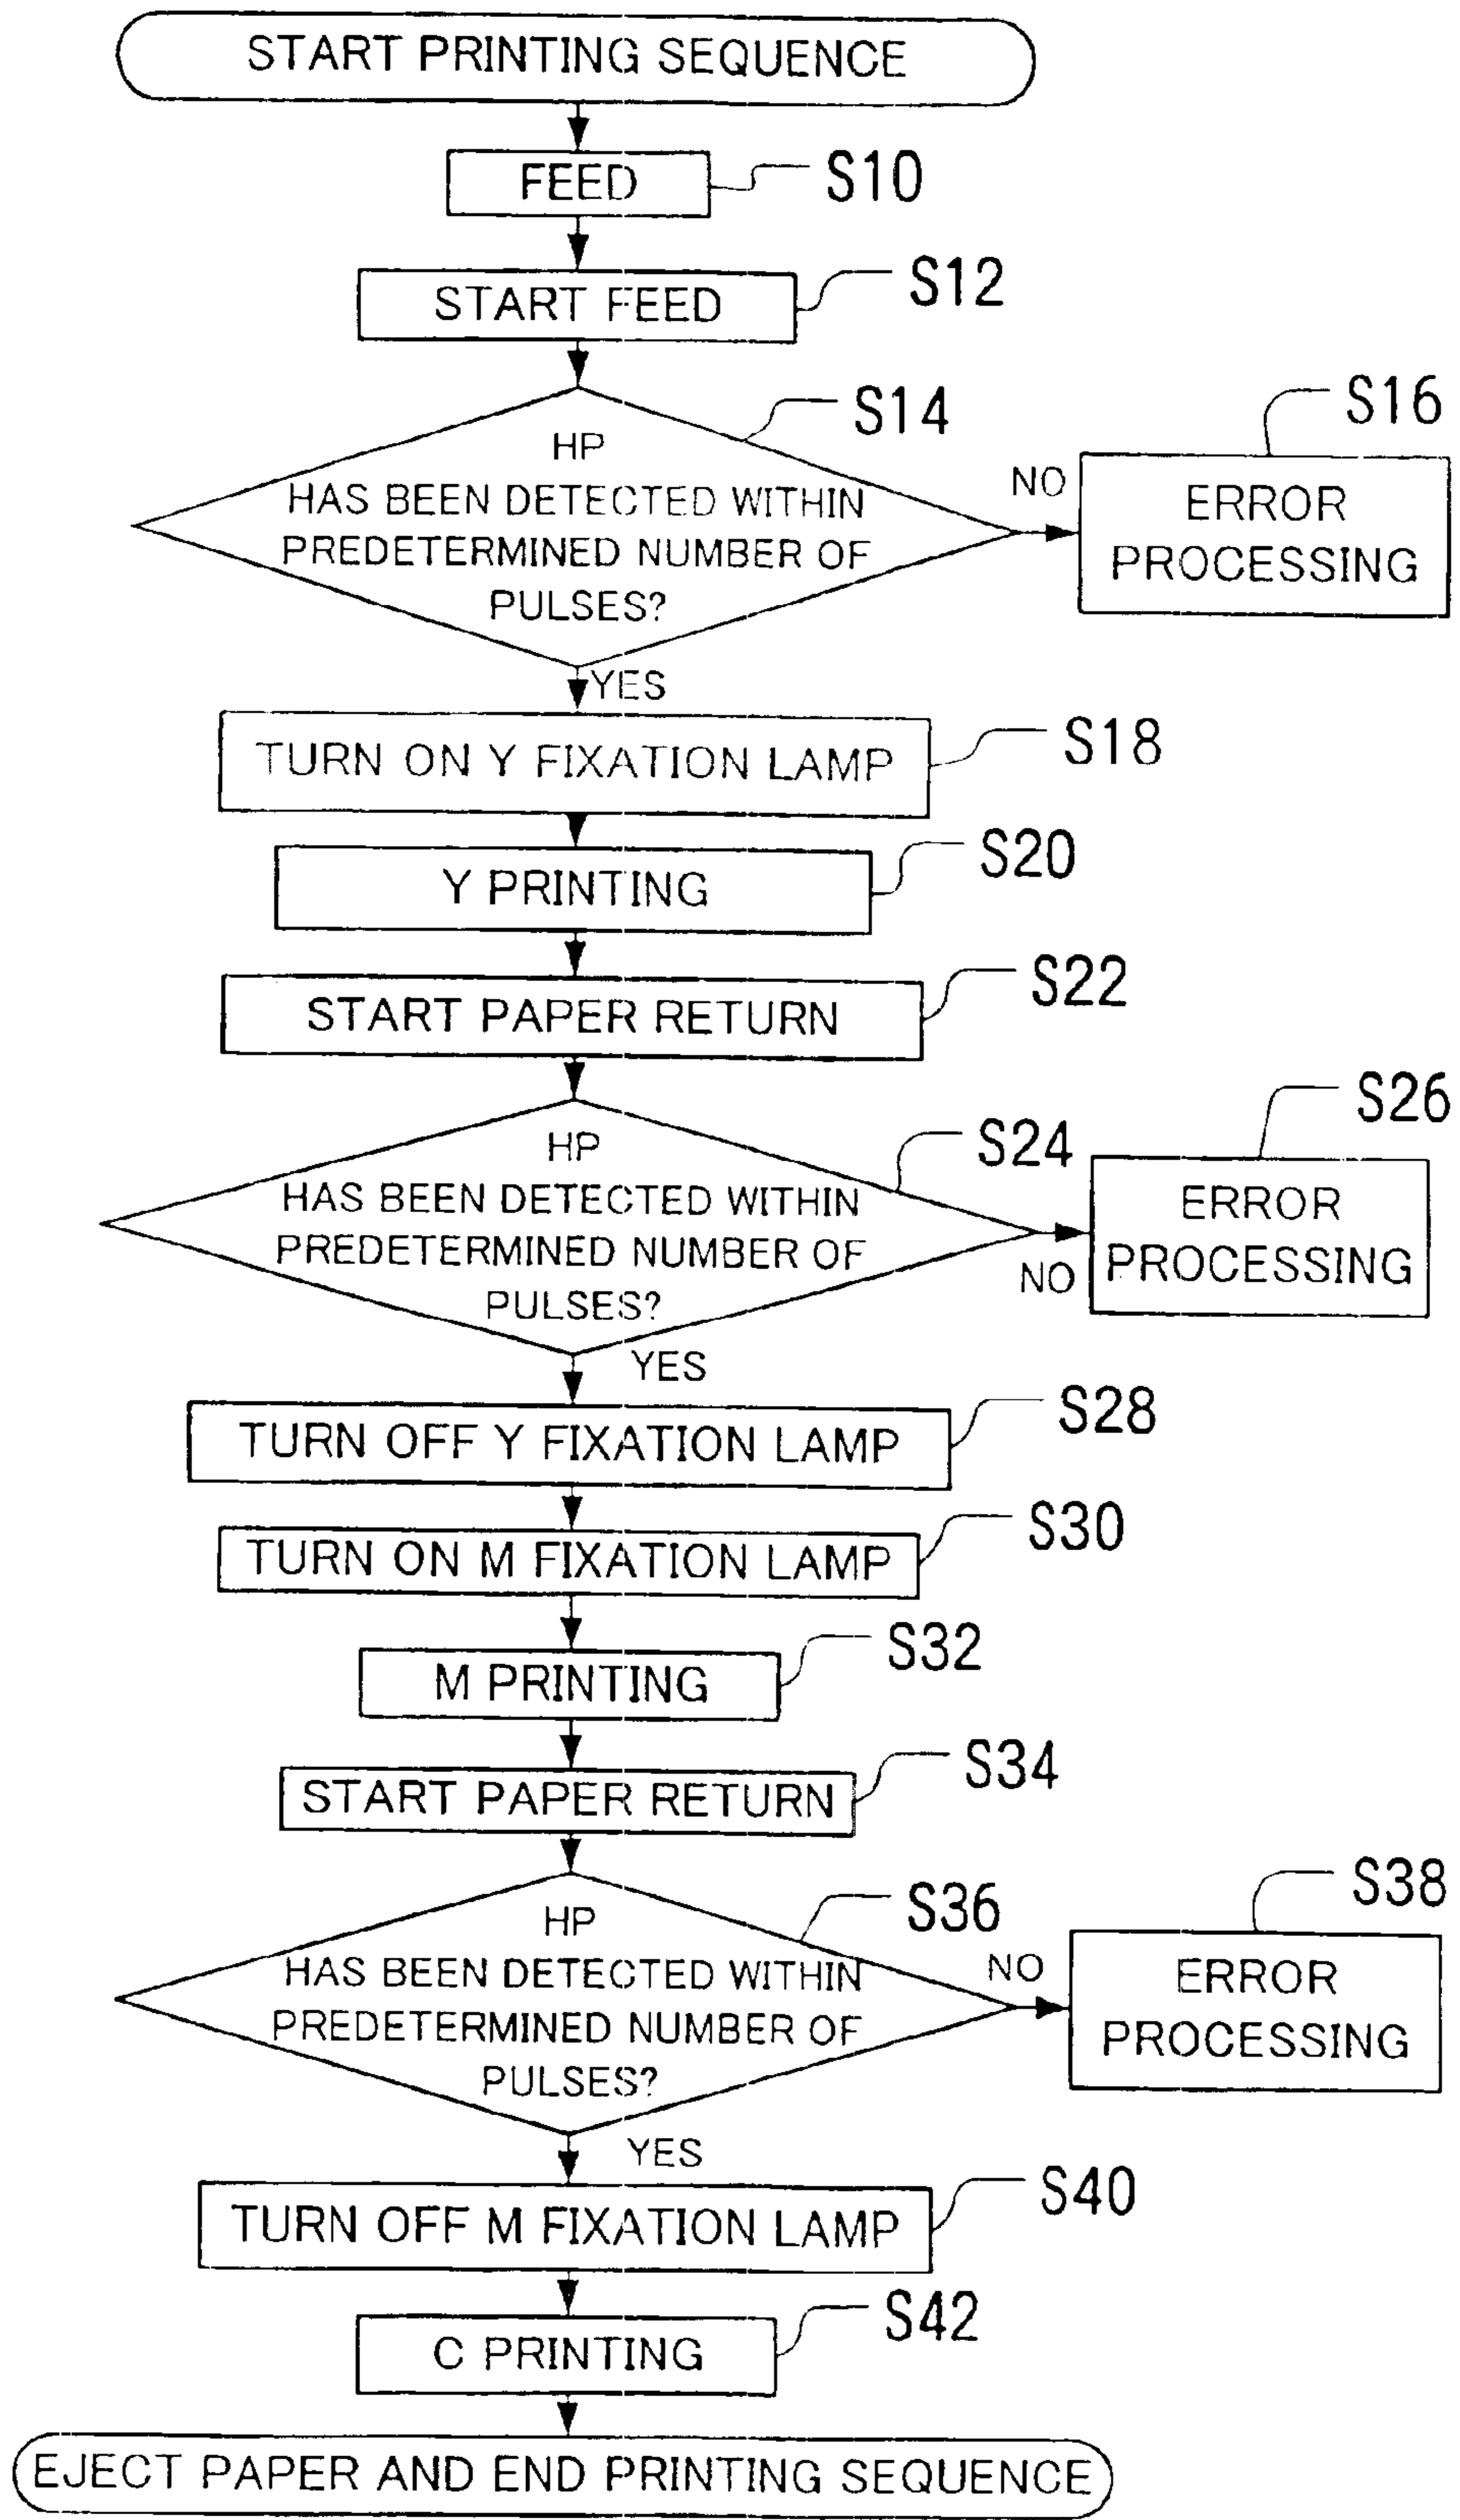 START PRINTING SEQUENCE
FEED
S10
START FEED
S12
S14
HP
HAS BEEN DETECTED WITHIN
PREDETERMINED NUMBER OF
PULSES?
NO
S16
ERROR
PROCESSING
YES
TURN ON Y FIXATION LAMP
S18
Y PRINTING
S20
START PAPER RETURN
S22
S24
HP
HAS BEEN DETECTED WITHIN
PREDETERMINED NUMBER OF
PULSES?
NO
S26
ERROR
PROCESSING
YES
TURN OFF Y FIXATION LAMP
S28
TURN ON M FIXATION LAMP
S30
M PRINTING
S32
START PAPER RETURN
S34
S36
HP
HAS BEEN DETECTED WITHIN
PREDETERMINED NUMBER OF
PULSES?
NO
S38
ERROR
PROCESSING
YES
TURN OFF M FIXATION LAMP
S40
C PRINTING
S42
EJECT PAPER AND END PRINTING SEQUENCE